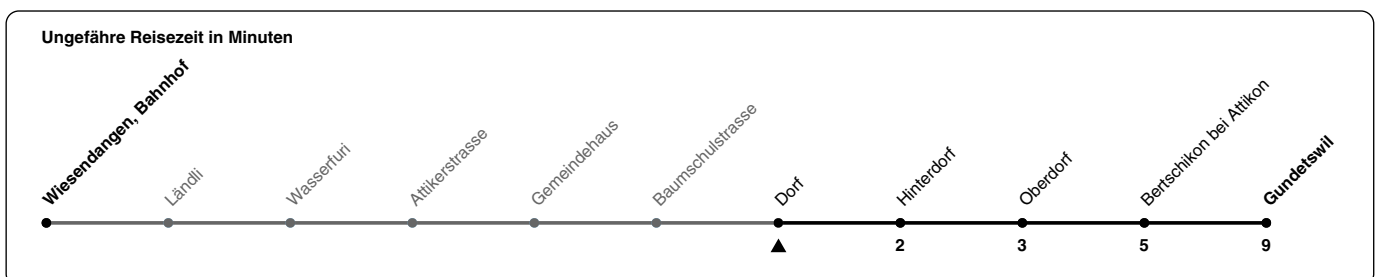 Ungefähre Reisezeit in Minuten
Wiesendangen, Bahnhof
Ländli
Wasserfuri
Attikerstrasse
Gemeindehaus
Baumschulstrasse
Dorf
Hinterdorf
Oberdorf
Bertschikon bei Attikon
Gundetswil
2 3 5 9